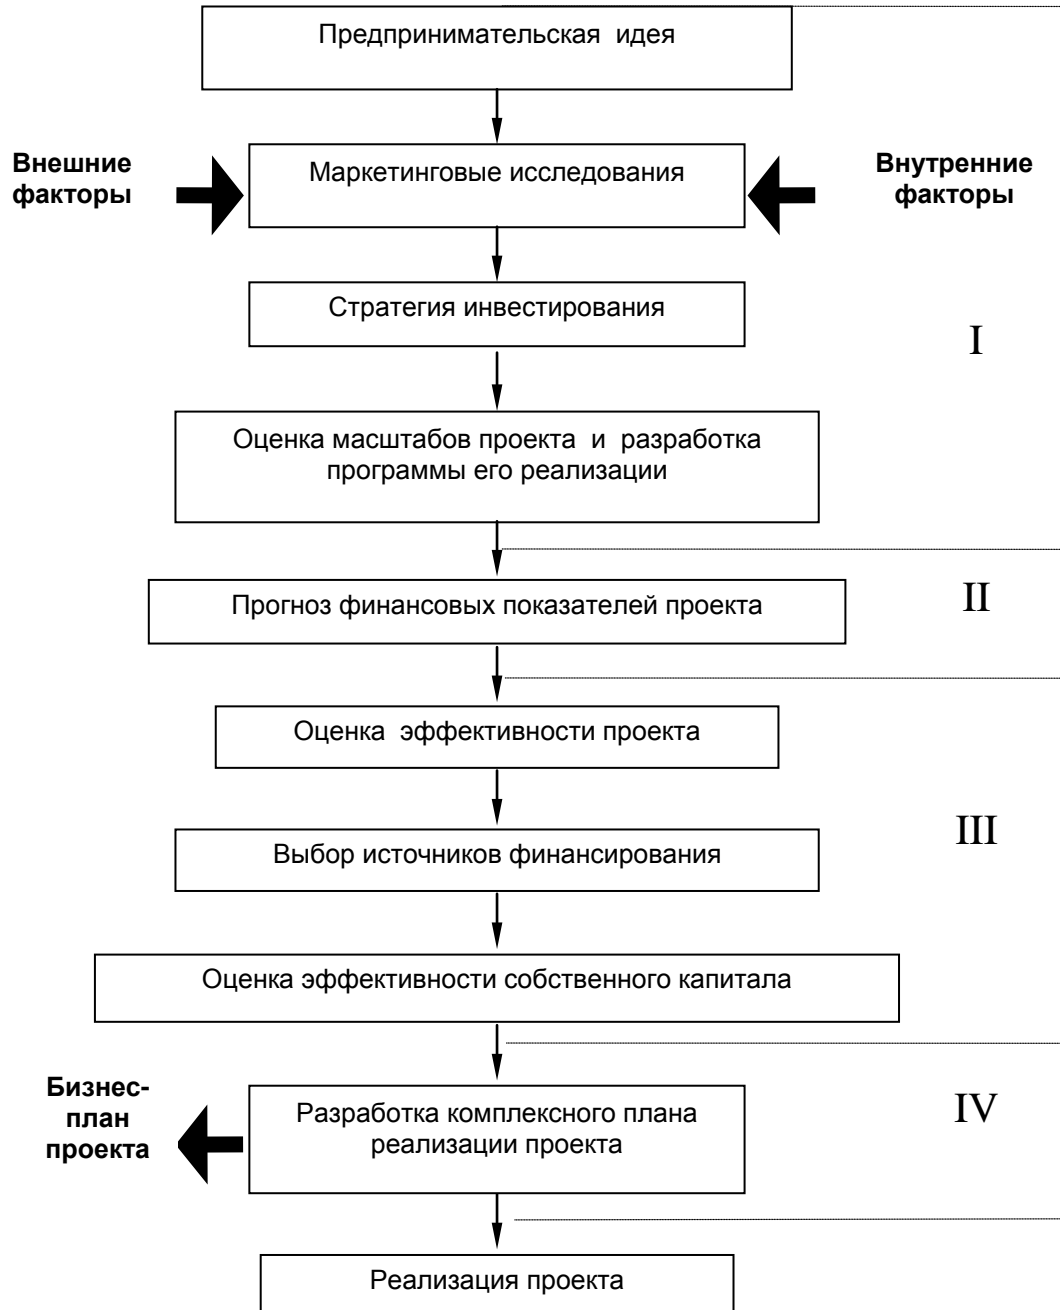 Предпринимательская идея
Внешние
факторы
Маркетинговые исследования
Внутренние
факторы
Стратегия инвестирования
I
Оценка масштабов проекта и разработка
программы его реализации
II
Прогноз финансовых показателей проекта
Оценка эффективности проекта
III
Выбор источников финансирования
Оценка эффективности собственного капитала
Бизнес-
план
проекта
Разработка комплексного плана
реализации проекта
IV
Реализация проекта